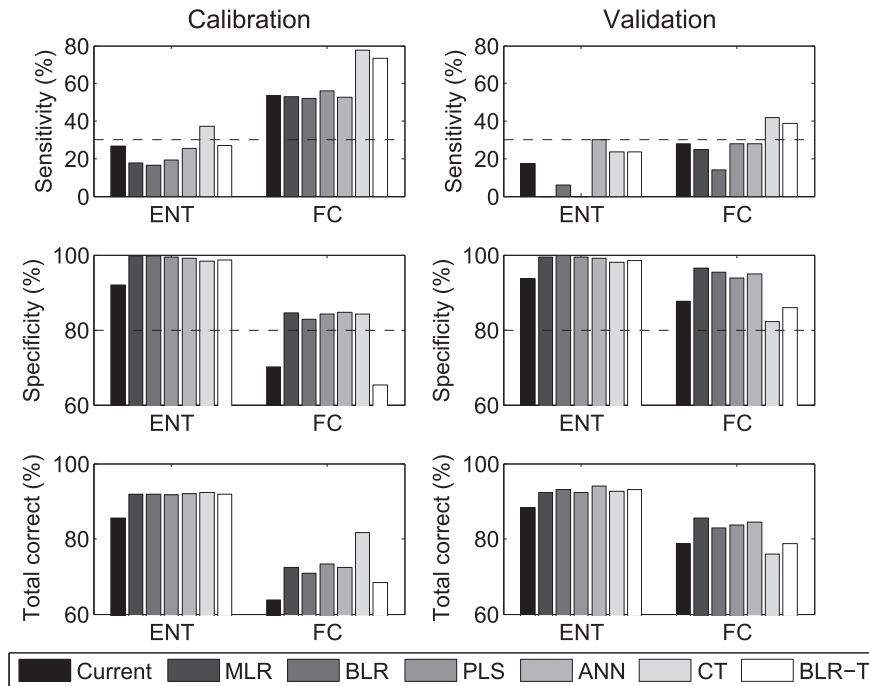 Calibration
Validation
Sensitivity (%)
80
60
40
20
0
ENT
FC
Sensitivity (%)
80
60
40
20
0
ENT
FC
Specificity (%)
100
80
60
ENT
FC
Specificity (%)
100
80
60
ENT
FC
Total correct (%)
100
80
60
ENT
FC
Total correct (%)
100
80
60
ENT
FC
Current MLR BLR PLS ANN CT BLR-T